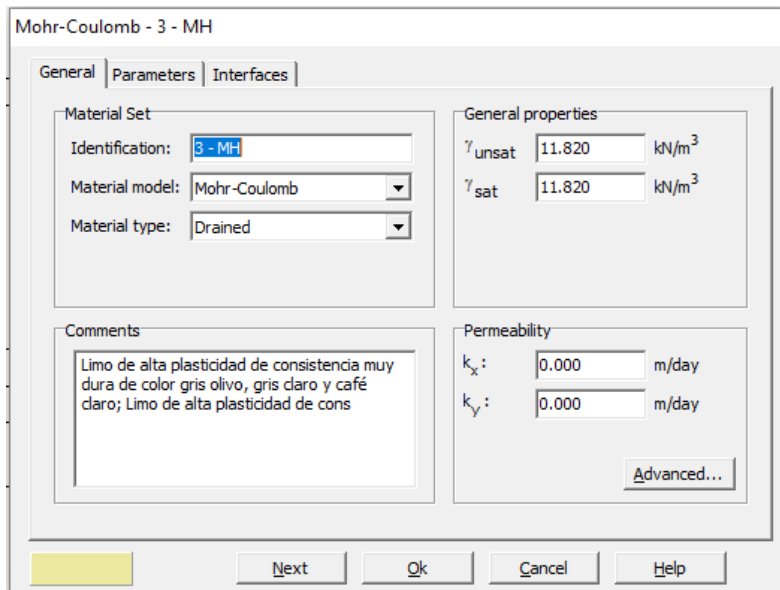 Mohr-Coulomb - 3 - MH
General Parameters Interfaces
Material Set
Identification: 3 - MH
Material model: Mohr-Coulomb
Material type: Drained
General properties
γunsat 11.820 kN/m³
γsat 11.820 kN/m³
Comments
Limo de alta plasticidad de consistencia muy
dura de color gris olivo, gris claro y café
claro; Limo de alta plasticidad de cons
Permeability
kx: 0.000 m/day
ky: 0.000 m/day
Advanced...
Next Ok Cancel Help